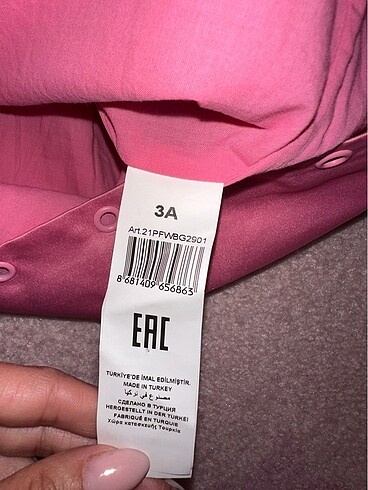 3A
Art.21PFWBG2901
8 681409 656863
EAC
TÜRKİYE'DE İMAL EDİLMİŞTİR.
MADE IN TURKEY
مصنوع في تركيا
СДЕЛАНО В ТУРЦИЯ
HERGESTELLT IN DER TÜRKEI
FABRIQUÉ EN TURQUIE
Χώρα κατασκευής Τουρκία